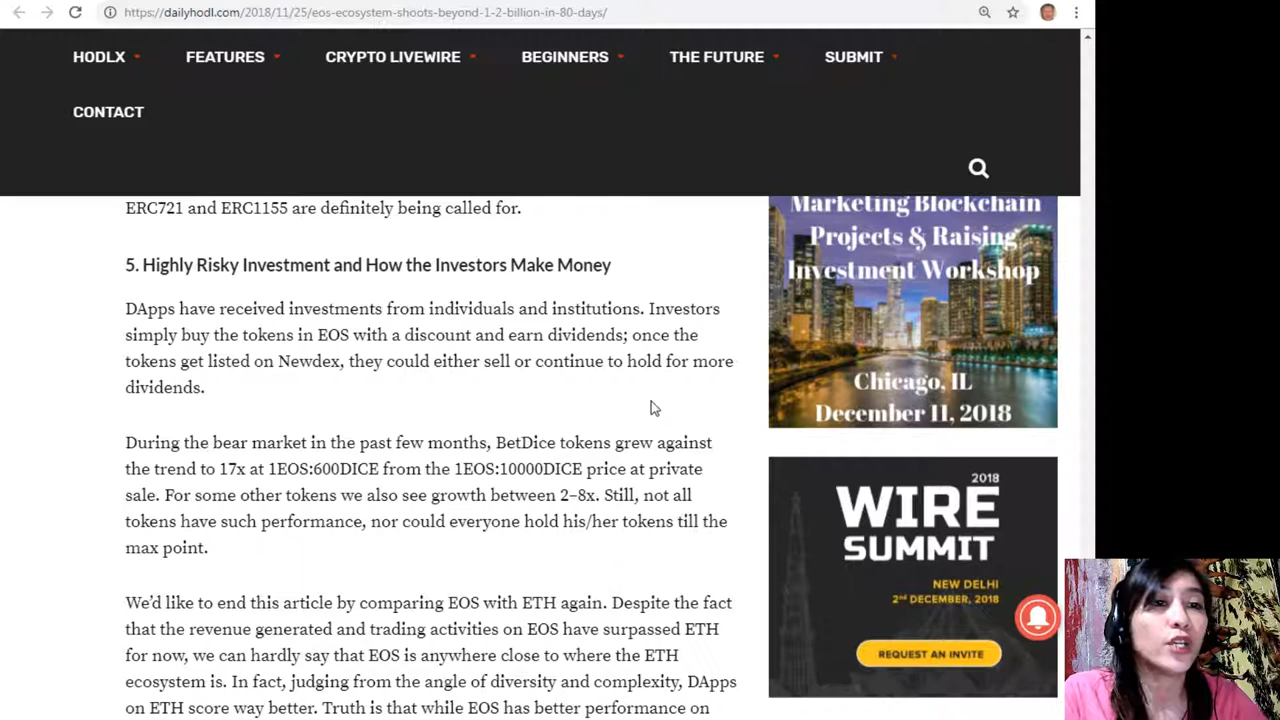 https://dailyhodl.com/2018/11/25/eos-ecosystem-shoots-beyond-1-2-billion-in-80-days/
HODLX FEATURES CRYPTO LIVEWIRE BEGINNERS THE FUTURE SUBMIT
CONTACT
ERC721 and ERC1155 are definitely being called for.
5. Highly Risky Investment and How the Investors Make Money
DApps have received investments from individuals and institutions. Investors
simply buy the tokens in EOS with a discount and earn dividends; once the
tokens get listed on Newdex, they could either sell or continue to hold for more
dividends.
During the bear market in the past few months, BetDice tokens grew against
the trend to 17x at 1EOS:600DICE from the 1EOS:10000DICE price at private
sale. For some other tokens we also see growth between 2–8x. Still, not all
tokens have such performance, nor could everyone hold his/her tokens till the
max point.
We'd like to end this article by comparing EOS with ETH again. Despite the fact
that the revenue generated and trading activities on EOS have surpassed ETH
for now, we can hardly say that EOS is anywhere close to where the ETH
ecosystem is. In fact, judging from the angle of diversity and complexity, DApps
on ETH score way better. Truth is that while EOS has better performance on
Marketing Blockchain
Projects & Raising
Investment Workshop
Chicago, IL
December 11, 2018
2018
WIRE
SUMMIT
NEW DELHI
2nd DECEMBER, 2018
REQUEST AN INVITE